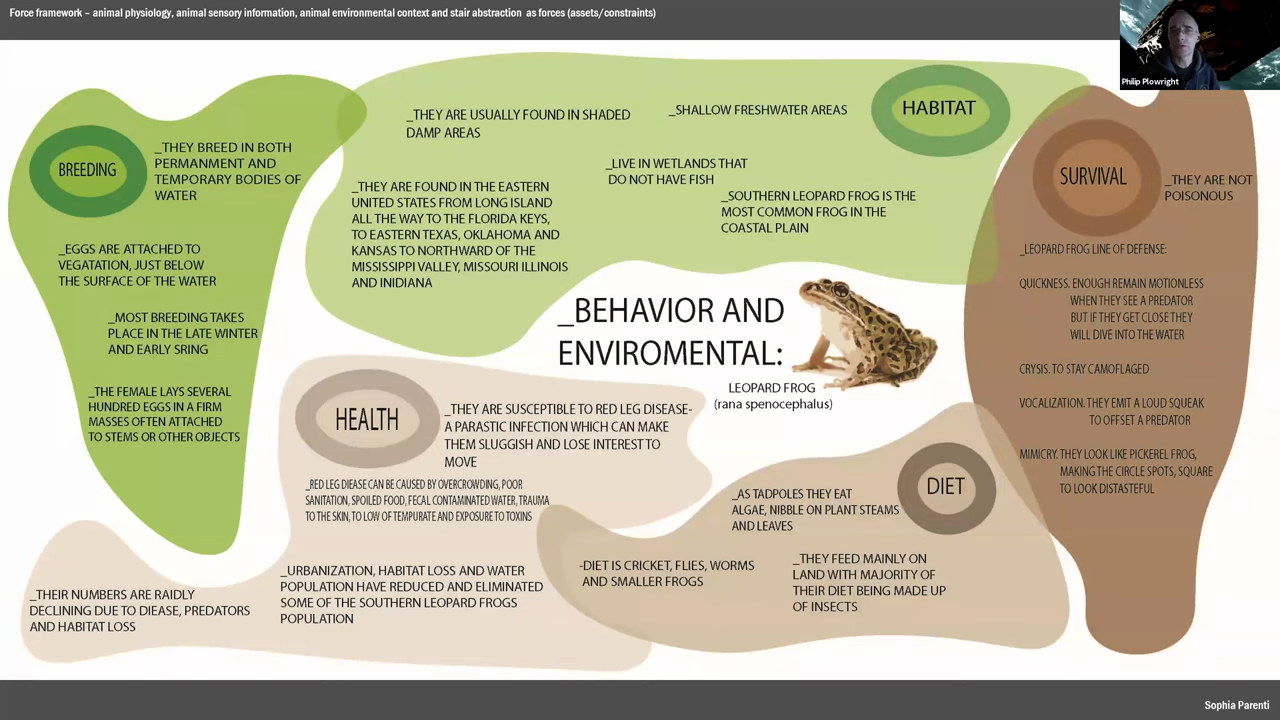 Force framework – animal physiology, animal sensory information, animal environmental context and stair abstraction as forces (assets/constraints)
Philip Plowright
BREEDING
_THEY BREED IN BOTH
PERMANMENT AND
TEMPORARY BODIES OF
WATER
_EGGS ARE ATTACHED TO
VEGATATION, JUST BELOW
THE SURFACE OF THE WATER
_MOST BREEDING TAKES
PLACE IN THE LATE WINTER
AND EARLY SRING
_THE FEMALE LAYS SEVERAL
HUNDRED EGGS IN A FIRM
MASSES OFTEN ATTACHED
TO STEMS OR OTHER OBJECTS
_THEY ARE USUALLY FOUND IN SHADED
DAMP AREAS
_SHALLOW FRESHWATER AREAS
HABITAT
_LIVE IN WETLANDS THAT
DO NOT HAVE FISH
_THEY ARE FOUND IN THE EASTERN
UNITED STATES FROM LONG ISLAND
ALL THE WAY TO THE FLORIDA KEYS,
TO EASTERN TEXAS, OKLAHOMA AND
KANSAS TO NORTHWARD OF THE
MISSISSIPPI VALLEY, MISSOURI ILLINOIS
AND INIDIANA
_SOUTHERN LEOPARD FROG IS THE
MOST COMMON FROG IN THE
COASTAL PLAIN
SURVIVAL
_THEY ARE NOT
POISONOUS
_LEOPARD FROG LINE OF DEFENSE:
QUICKNESS. ENOUGH REMAIN MOTIONLESS
WHEN THEY SEE A PREDATOR
BUT IF THEY GET CLOSE THEY
WILL DIVE INTO THE WATER
CRYSIS. TO STAY CAMOFLAGED
VOCALIZATION. THEY EMIT A LOUD SQUEAK
TO OFFSET A PREDATOR
MIMICRY. THEY LOOK LIKE PICKEREL FROG,
MAKING THE CIRCLE SPOTS, SQUARE
TO LOOK DISTASTEFUL
_BEHAVIOR AND
ENVIROMENTAL:
LEOPARD FROG
(rana spenocephalus)
HEALTH
_THEY ARE SUSCEPTIBLE TO RED LEG DISEASE-
A PARASTIC INFECTION WHICH CAN MAKE
THEM SLUGGISH AND LOSE INTEREST TO
MOVE
_RED LEG DIEASE CAN BE CAUSED BY OVERCROWDING, POOR
SANITATION, SPOILED FOOD, FECAL CONTAMINATED WATER, TRAUMA
TO THE SKIN, TO LOW OF TEMPURATE AND EXPOSURE TO TOXINS
_URBANIZATION, HABITAT LOSS AND WATER
POPULATION HAVE REDUCED AND ELIMINATED
SOME OF THE SOUTHERN LEOPARD FROGS
POPULATION
_THEIR NUMBERS ARE RAIDLY
DECLINING DUE TO DIEASE, PREDATORS
AND HABITAT LOSS
DIET
_AS TADPOLES THEY EAT
ALGAE, NIBBLE ON PLANT STEAMS
AND LEAVES
-DIET IS CRICKET, FLIES, WORMS
AND SMALLER FROGS
_THEY FEED MAINLY ON
LAND WITH MAJORITY OF
THEIR DIET BEING MADE UP
OF INSECTS
Sophia Parenti